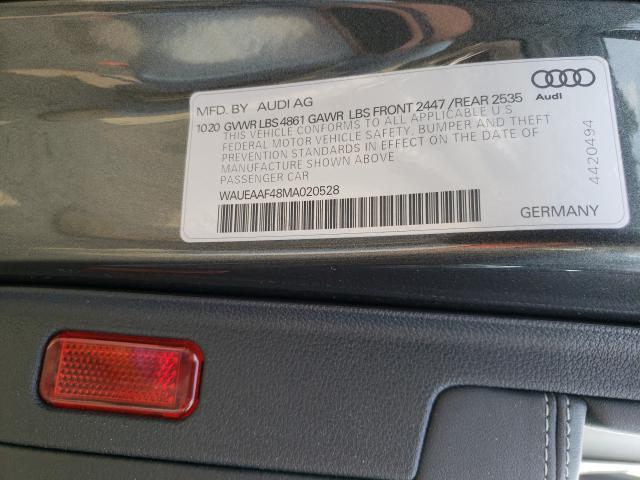 MFD. BY AUDI AG
Audi
1020 GVWR LBS 4861 GAWR LBS FRONT 2447 /REAR 2535
THIS VEHICLE CONFORMS TO ALL APPLICABLE U.S.
FEDERAL MOTOR VEHICLE SAFETY, BUMPER AND THEFT
PREVENTION STANDARDS IN EFFECT ON THE DATE OF
MANUFACTURE SHOWN ABOVE
PASSENGER CAR
WAUEAAF48MA020528
4420494
GERMANY